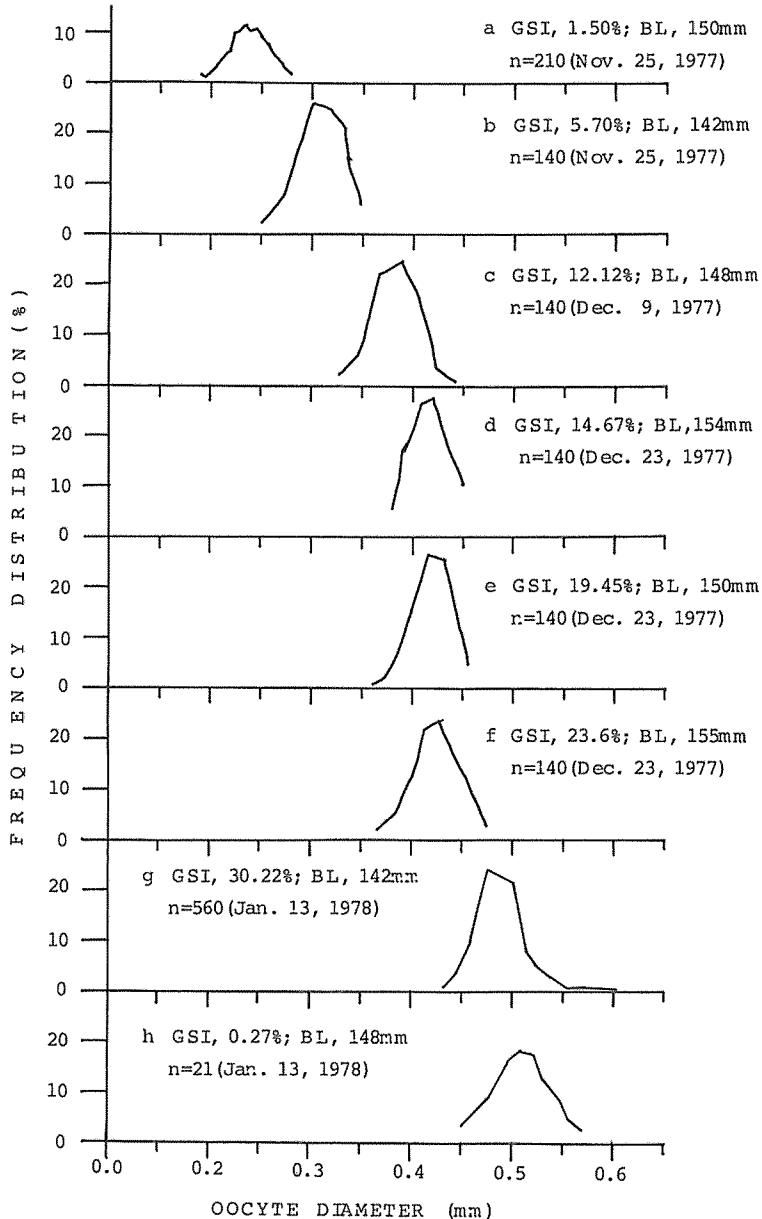 FREQUENCY DISTRIBUTION (%)
10
0
a GSI, 1.50%; BL, 150mm
n=210(Nov. 25, 1977)
20
10
0
b GSI, 5.70%; BL, 142mm
n=140(Nov. 25, 1977)
20
10
0
c GSI, 12.12%; BL, 148mm
n=140(Dec. 9, 1977)
20
10
0
d GSI, 14.67%; BL,154mm
n=140(Dec. 23, 1977)
20
10
0
e GSI, 19.45%; BL, 150mm
n=140(Dec. 23, 1977)
20
10
0
f GSI, 23.6%; BL, 155mm
n=140(Dec. 23, 1977)
20
10
0
g GSI, 30.22%; BL, 142mm
n=560(Jan. 13, 1978)
20
10
0
h GSI, 0.27%; BL, 148mm
n=21(Jan. 13, 1978)
0.0 0.2 0.3 0.4 0.5 0.6
OOCYTE DIAMETER (mm)